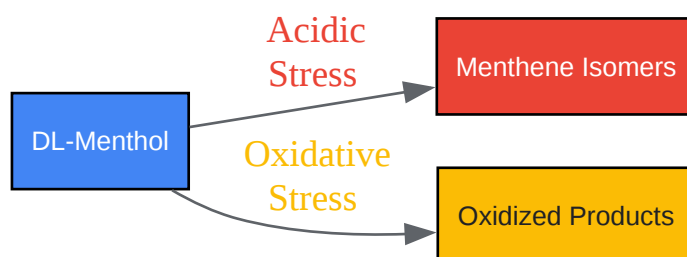 Acidic
Stress
Menthene Isomers
DL-Menthol
Oxidative
Stress
Oxidized Products